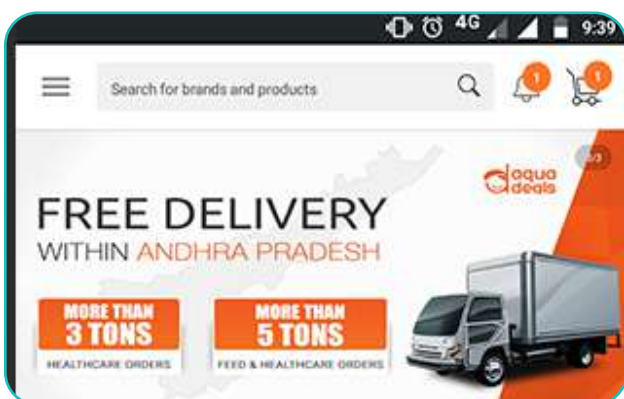 4G 9:39
Search for brands and products
1
1
aqua
deals
FREE DELIVERY
WITHIN ANDHRA PRADESH
MORE THAN
3 TONS
HEALTHCARE ORDERS
MORE THAN
5 TONS
FEED & HEALTHCARE ORDERS